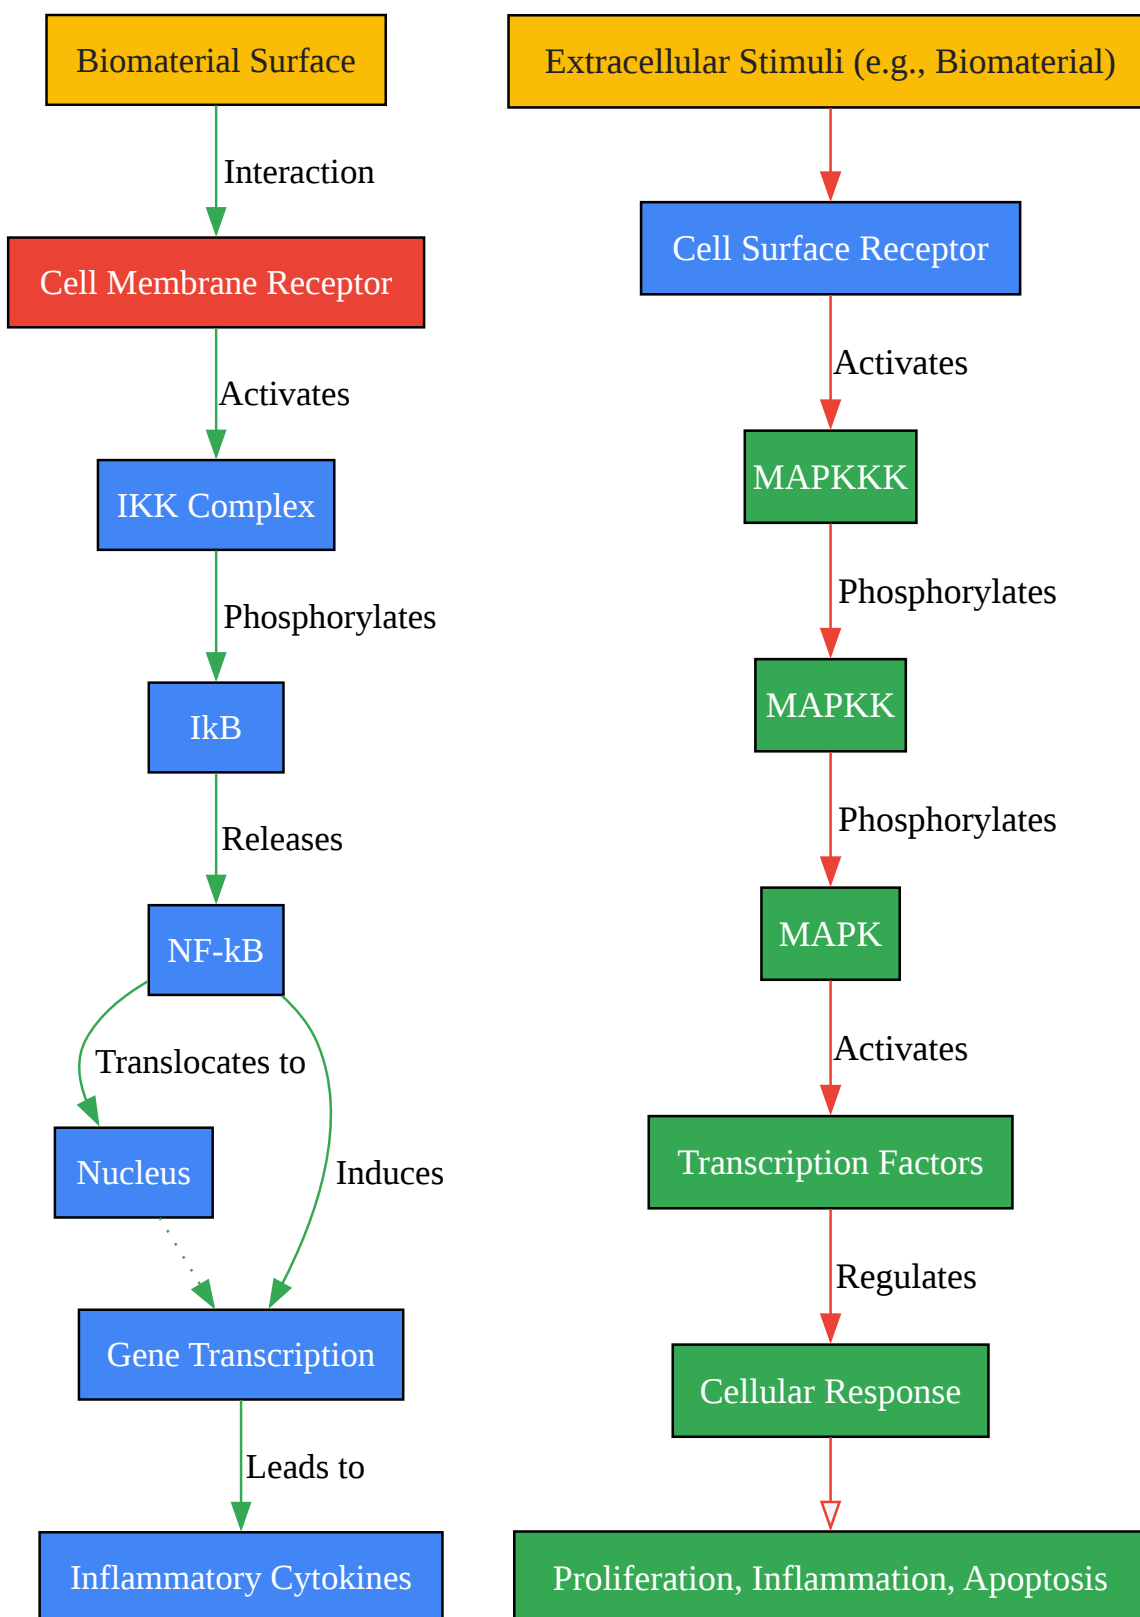 Biomaterial Surface
Interaction
Cell Membrane Receptor
Activates
IKK Complex
Phosphorylates
IkB
Releases
NF-kB
Translocates to
Nucleus
Induces
Gene Transcription
Leads to
Inflammatory Cytokines
Extracellular Stimuli (e.g., Biomaterial)
Cell Surface Receptor
Activates
MAPKKK
Phosphorylates
MAPKK
Phosphorylates
MAPK
Activates
Transcription Factors
Regulates
Cellular Response
Proliferation, Inflammation, Apoptosis